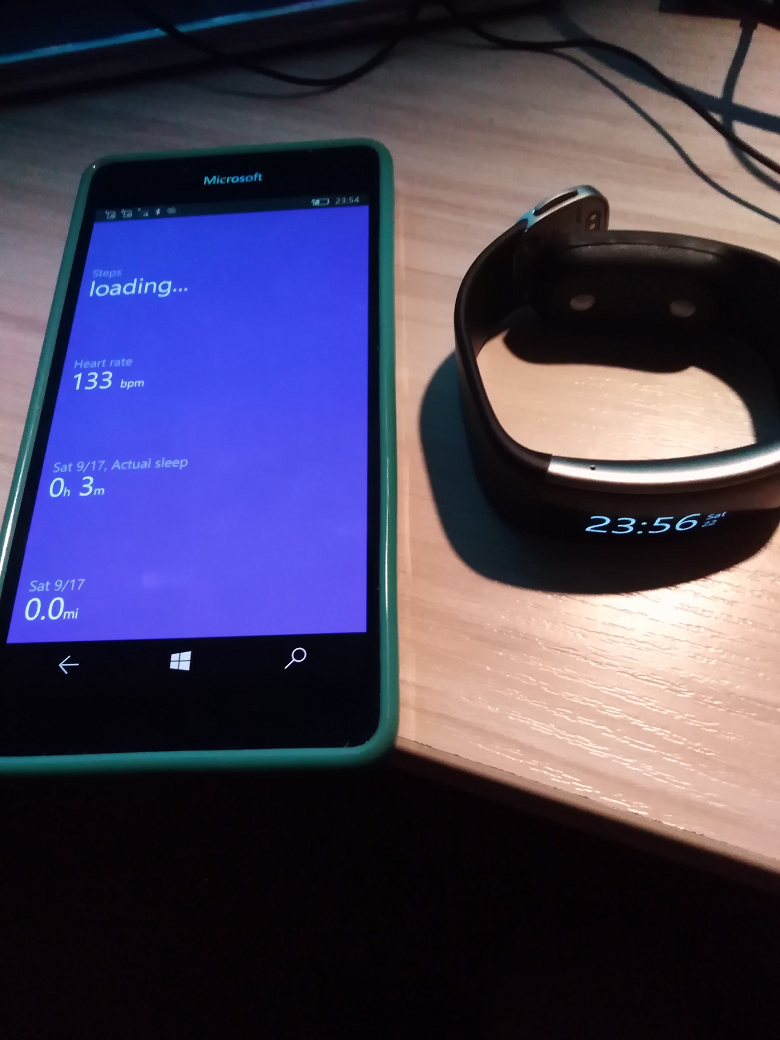 Microsoft
23:54
Steps
loading...
Heart rate
133 bpm
Sat 9/17, Actual sleep
0h 3m
Sat 9/17
0.0mi
23:56 Sat
22